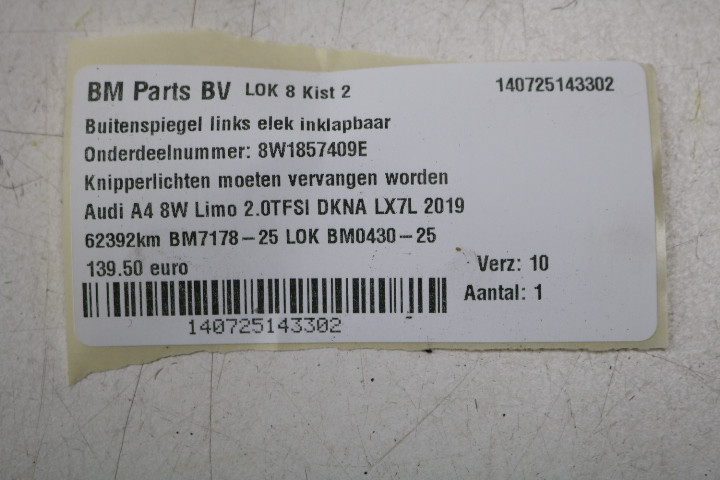 BM Parts BV LOK 8 Kist 2 140725143302
Buitenspiegel links elek inklapbaar
Onderdeelnummer: 8W1857409E
Knipperlichten moeten vervangen worden
Audi A4 8W Limo 2.0TFSI DKNA LX7L 2019
62392km BM7178-25 LOK BM0430-25
139.50 euro Verz: 10
Aantal: 1
140725143302